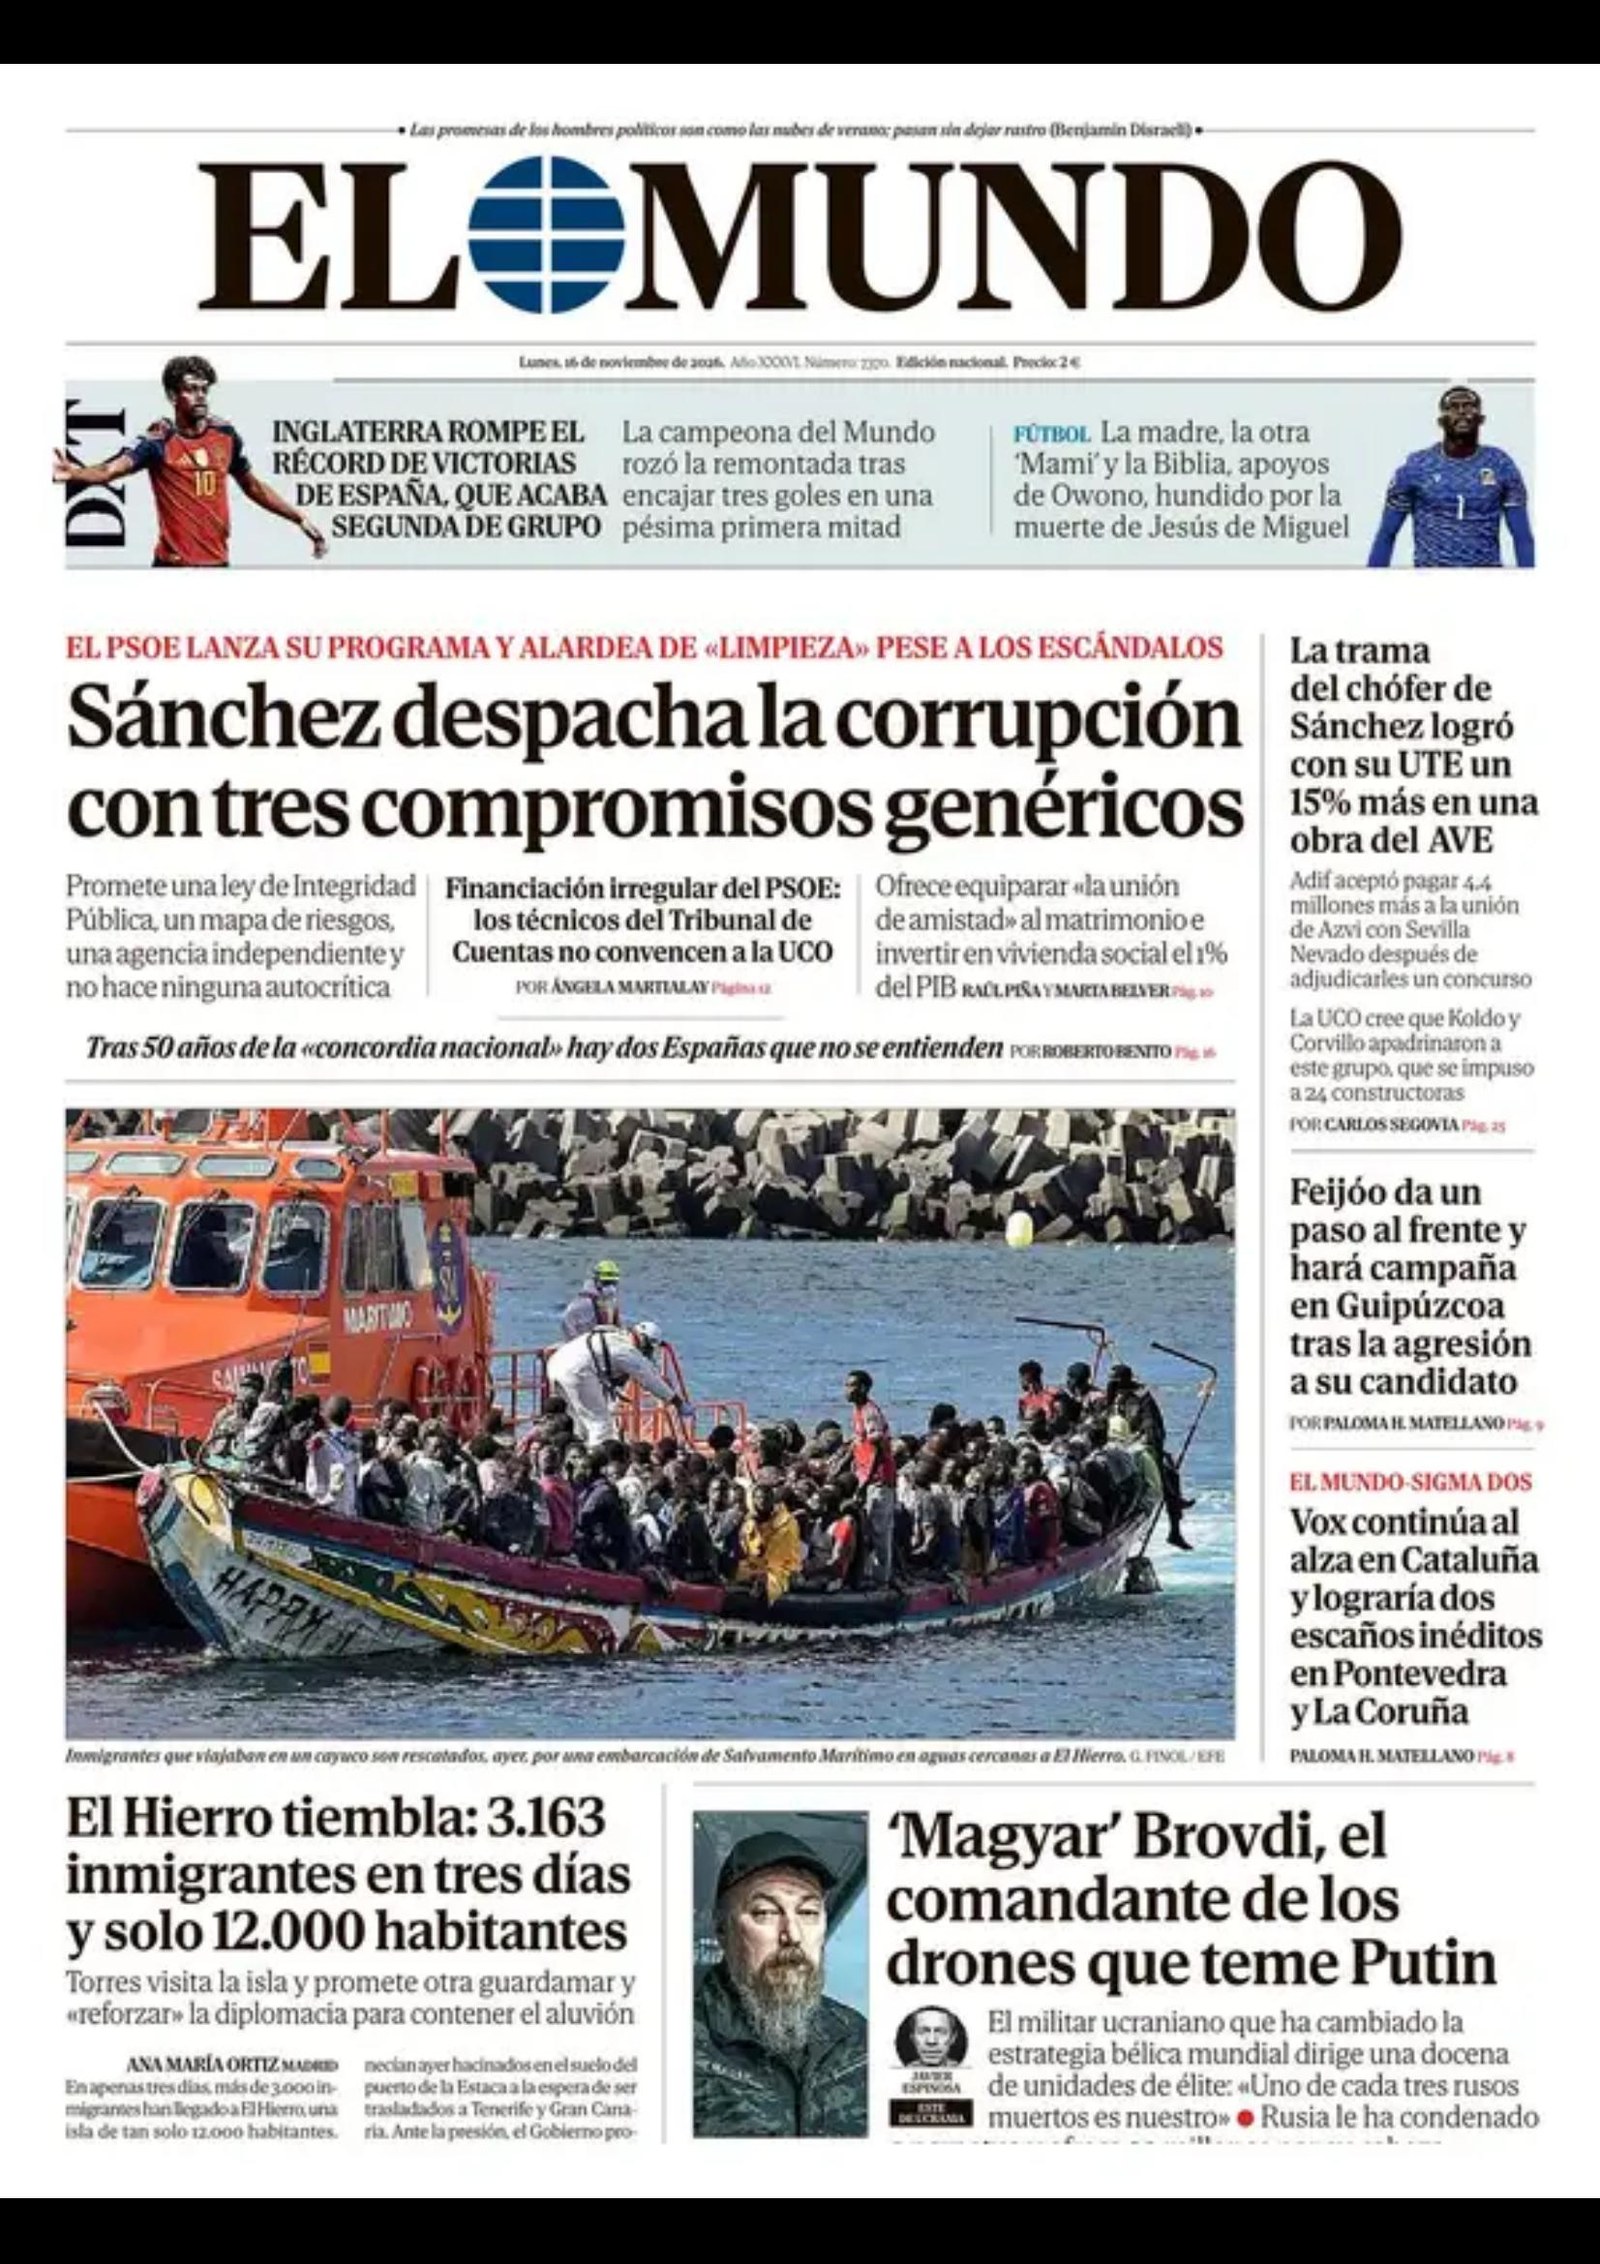 • Las promesas de los hombres políticos son como las nubes de verano; pasan sin dejar rastro (Benjamin Disraeli) •
EL MUNDO
Lunes, 16 de noviembre de 2026. Año XXXVI. Número: 7370. Edición nacional. Precio: 2 €
DXT
INGLATERRA ROMPE EL
RÉCORD DE VICTORIAS
DE ESPAÑA, QUE ACABA
SEGUNDA DE GRUPO
La campeona del Mundo
rozó la remontada tras
encajar tres goles en una
pésima primera mitad
FÚTBOL La madre, la otra
'Mami' y la Biblia, apoyos
de Owono, hundido por la
muerte de Jesús de Miguel
10
1
EL PSOE LANZA SU PROGRAMA Y ALARDEA DE «LIMPIEZA» PESE A LOS ESCÁNDALOS
Sánchez despacha la corrupción
con tres compromisos genéricos
Promete una ley de Integridad
Pública, un mapa de riesgos,
una agencia independiente y
no hace ninguna autocrítica
Financiación irregular del PSOE:
los técnicos del Tribunal de
Cuentas no convencen a la UCO
POR ÁNGELA MARTIALAY Página 12
Ofrece equiparar «la unión
de amistad» al matrimonio e
invertir en vivienda social el 1%
del PIB RAÚL PIÑA Y MARTA BELVER Pág. 10
Tras 50 años de la «concordia nacional» hay dos Españas que no se entienden POR ROBERTO BENITO Pág. 16
MARÍTIMO
SALVAMENTO
HAPPY
Inmigrantes que viajaban en un cayuco son rescatados, ayer, por una embarcación de Salvamento Marítimo en aguas cercanas a El Hierro. G. FINOL / EFE
La trama
del chófer de
Sánchez logró
con su UTE un
15% más en una
obra del AVE
Adif aceptó pagar 4,4
millones más a la unión
de Azvi con Sevilla
Nevado después de
adjudicarles un concurso
La UCO cree que Koldo y
Corvillo apadrinaron a
este grupo, que se impuso
a 24 constructoras
POR CARLOS SEGOVIA Pág. 25
Feijóo da un
paso al frente y
hará campaña
en Guipúzcoa
tras la agresión
a su candidato
POR PALOMA H. MATELLANO Pág. 9
EL MUNDO-SIGMA DOS
Vox continúa al
alza en Cataluña
y lograría dos
escaños inéditos
en Pontevedra
y La Coruña
PALOMA H. MATELLANO Pág. 8
El Hierro tiembla: 3.163
inmigrantes en tres días
y solo 12.000 habitantes
Torres visita la isla y promete otra guardamar y
«reforzar» la diplomacia para contener el aluvión
ANA MARÍA ORTIZ MADRID
En apenas tres días, más de 3.000 in-
migrantes han llegado a El Hierro, una
isla de tan solo 12.000 habitantes.
necían ayer hacinados en el suelo del
puerto de la Estaca a la espera de ser
trasladados a Tenerife y Gran Cana-
ria. Ante la presión, el Gobierno pro-
'Magyar' Brovdi, el
comandante de los
drones que teme Putin
JAVIER
ESPINOSA
ESTE
DE UCRANIA
El militar ucraniano que ha cambiado la
estrategia bélica mundial dirige una docena
de unidades de élite: «Uno de cada tres rusos
muertos es nuestro» ● Rusia le ha condenado